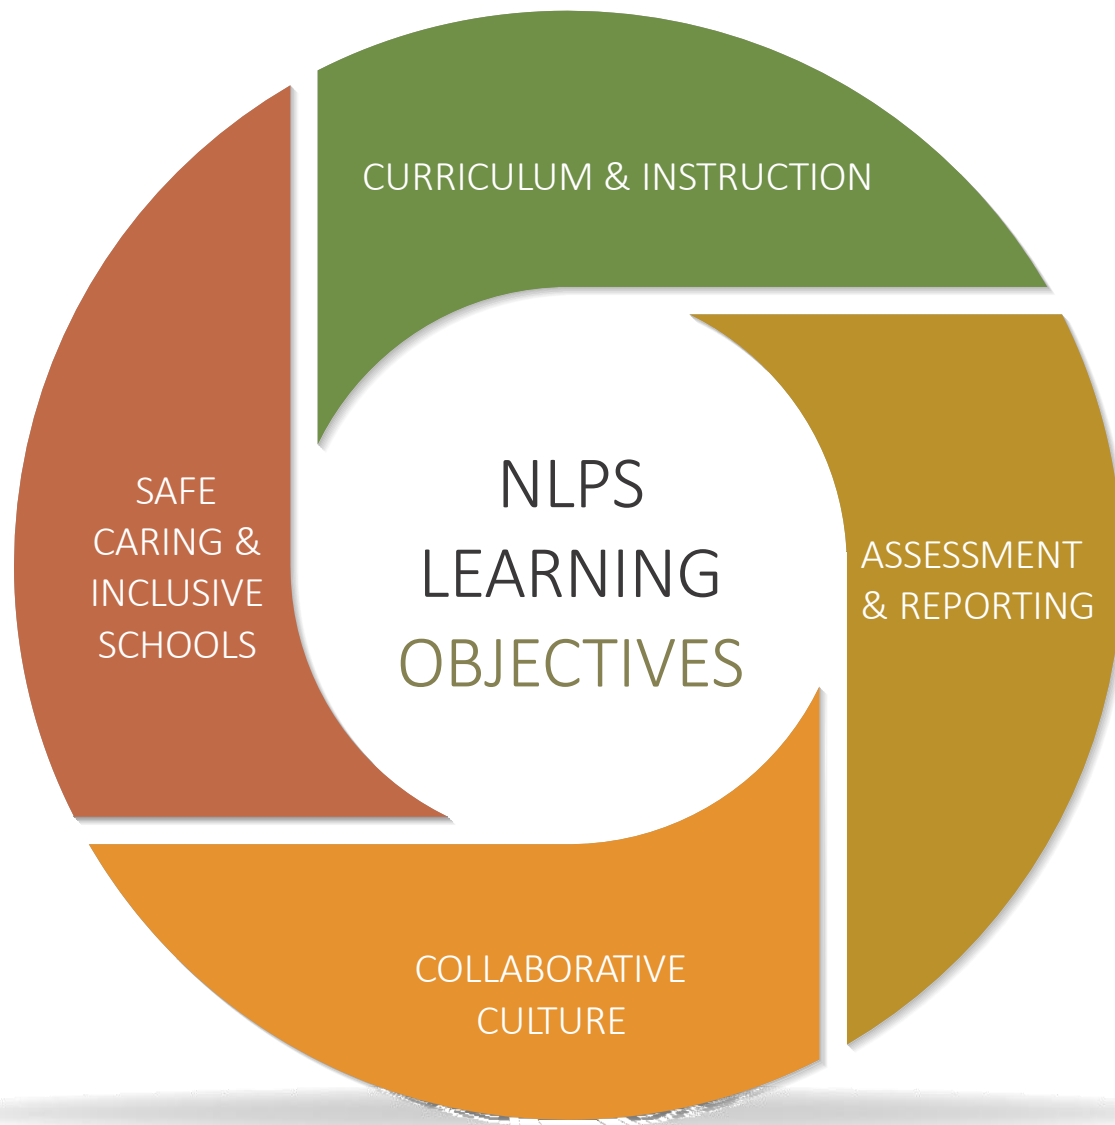 CURRICULUM & INSTRUCTION
NLPS
LEARNING
OBJECTIVES
SAFE
CARING &
INCLUSIVE
SCHOOLS
ASSESSMENT
& REPORTING
COLLABORATIVE
CULTURE